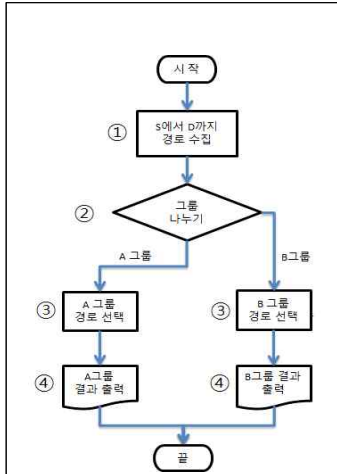 시 작
①
S에서 D까지
경로 수집
②
그룹
나누기
A 그룹
B그룹
③
A 그룹
경로 선택
③
B 그룹
경로 선택
④
A그룹
결과 출력
④
B그룹 결과
출력
끝